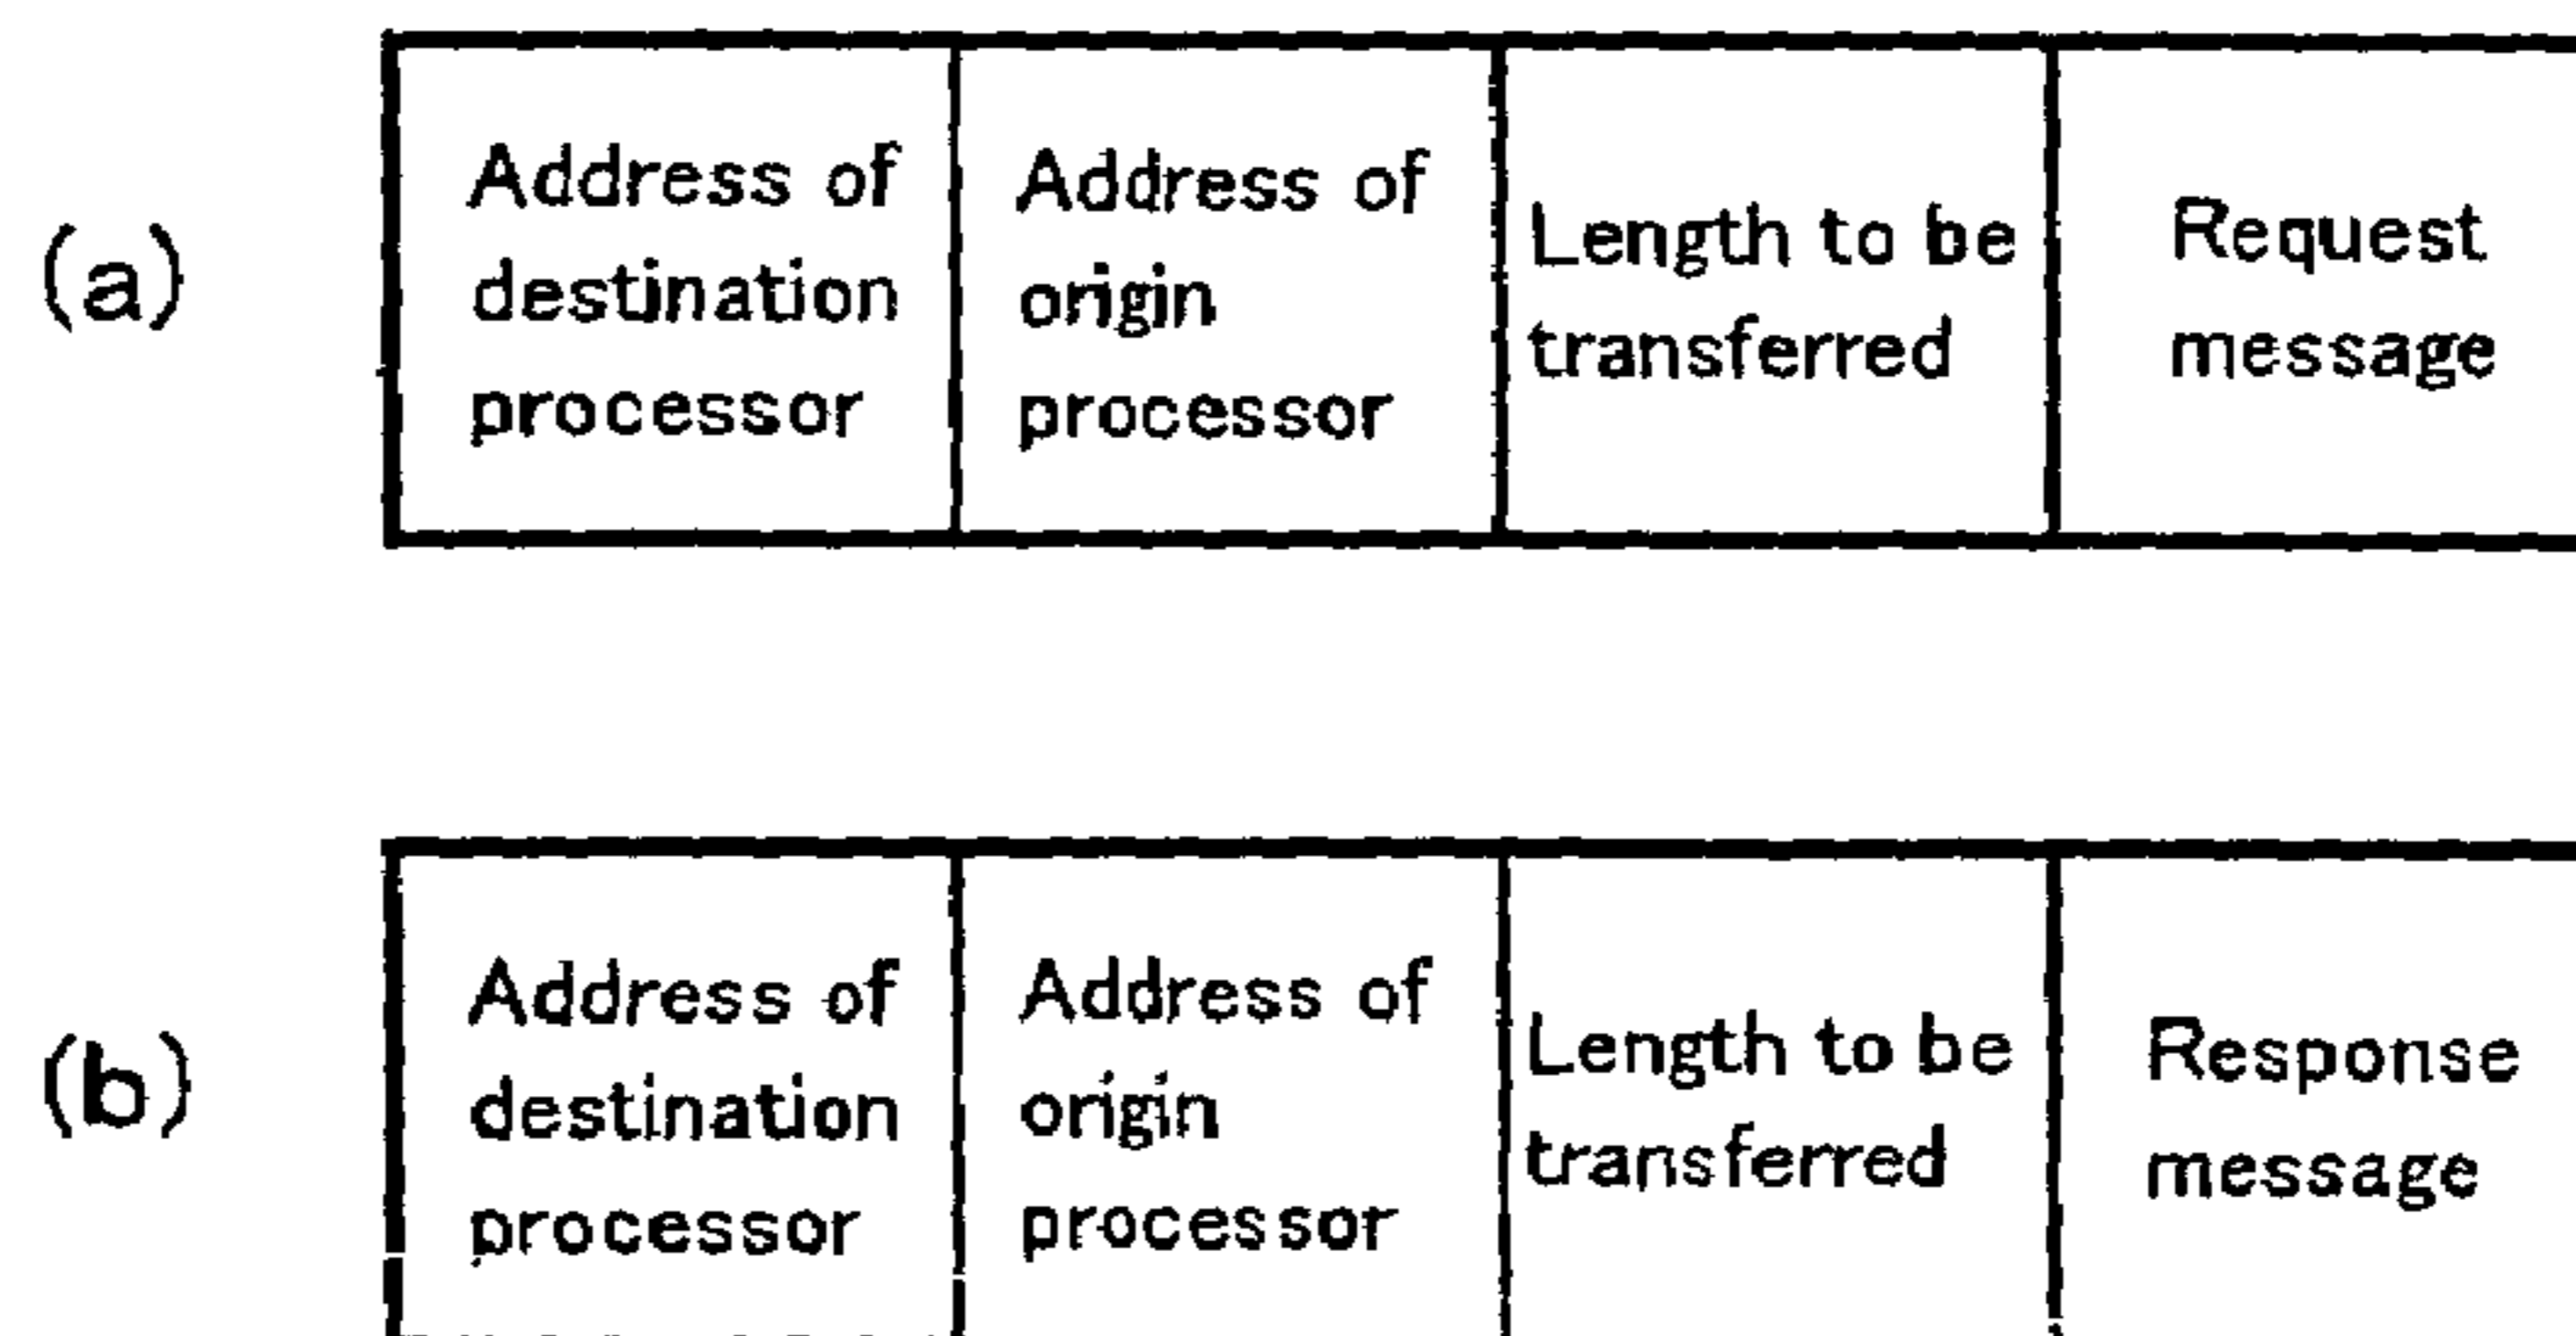 (a)
Address of
destination
processor
Address of
origin
processor
Length to be
transferred
Request
message
(b)
Address of
destination
processor
Address of
origin
processor
Length to be
transferred
Response
message